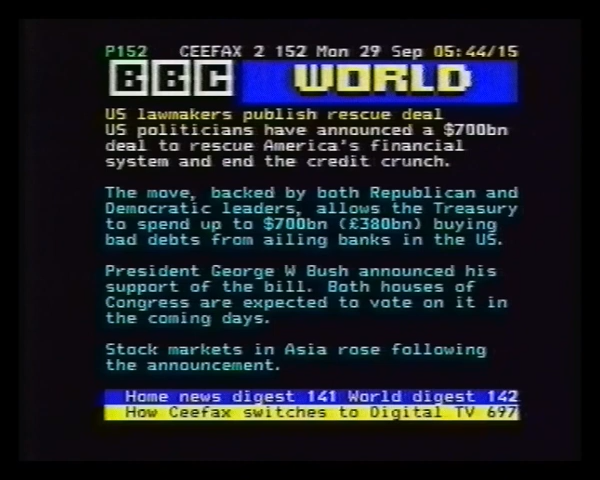 P152 CEEFAX 2 152 Mon 29 Sep 05:44/15
BBC WORLD
US lawmakers publish rescue deal
US politicians have announced a $700bn
deal to rescue America's financial
system and end the credit crunch.
The move, backed by both Republican and
Democratic leaders, allows the Treasury
to spend up to $700bn (£380bn) buying
bad debts from ailing banks in the US.
President George W Bush announced his
support of the bill. Both houses of
Congress are expected to vote on it in
the coming days.
Stock markets in Asia rose following
the announcement.
Home news digest 141 World digest 142
How Ceefax switches to Digital TV 697